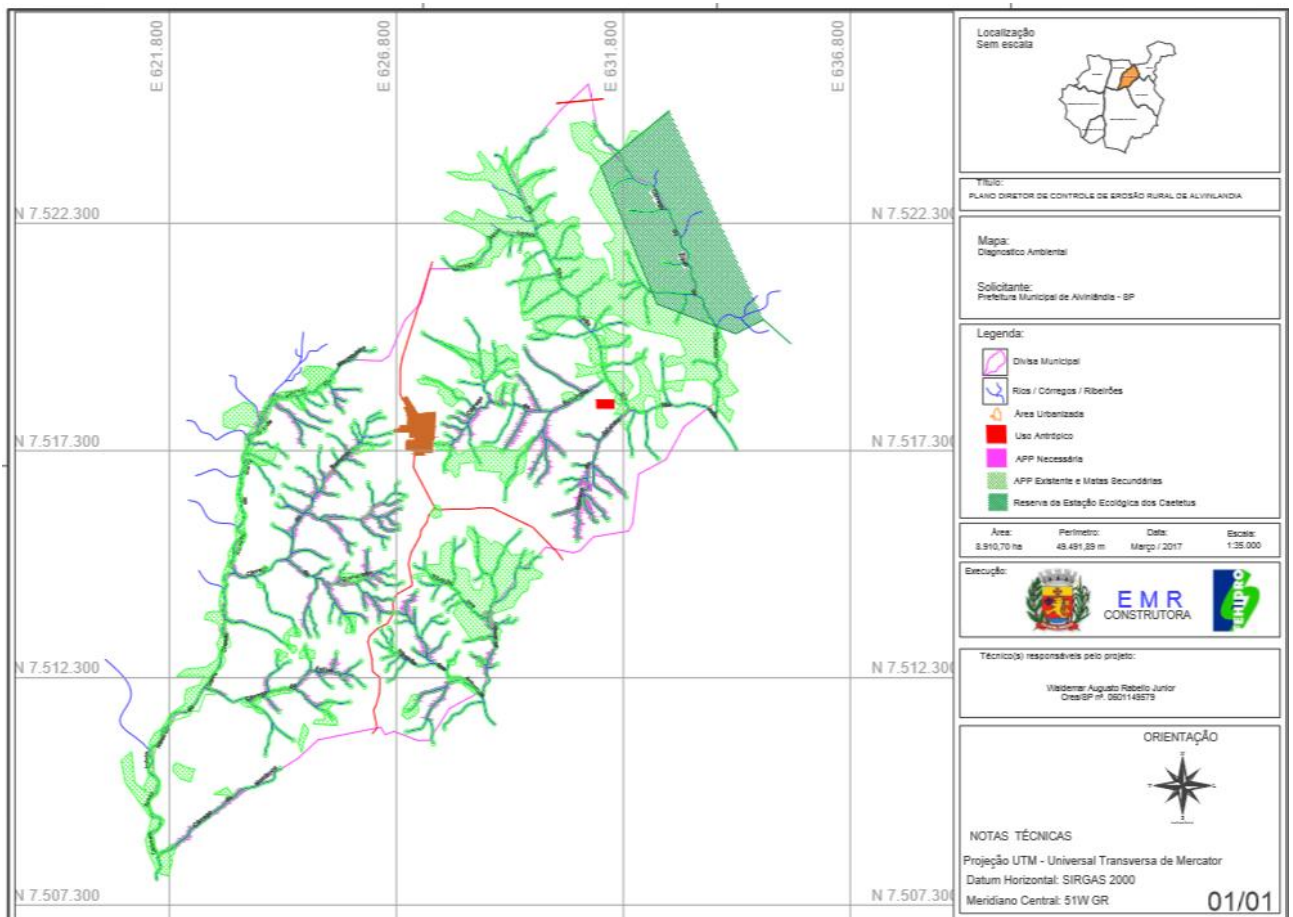 E 621.800
E 626.800
E 631.800
E 636.800
N 7.522.300
N 7.522.300
N 7.517.300
N 7.517.300
N 7.512.300
N 7.512.300
N 7.507.300
N 7.507.300
Localização
Sem escala
Título:
PLANO DIRETOR DE CONTROLE DE EROSÃO RURAL DE ALVINLANDIA
Mapa:
Diagnostico Ambiental
Solicitante:
Prefeitura Municipal de Alvinlândia - SP
Legenda:
Divisa Municipal
Rios / Córregos / Ribeirões
Área Urbanizada
Uso Antrópico
APP Necessária
APP Existente e Matas Secundárias
Reserva da Estação Ecológica dos Caetetus
Área: Perímetro: Data: Escala:
8.910,70 ha 49.491,89 m Março / 2017 1:35.000
Execução:
EMR
CONSTRUTORA
FEHIDRO
Técnico(s) responsáveis pelo projeto:
Waldemar Augusto Rabello Junior
Crea/SP nº. 0601149579
ORIENTAÇÃO
NOTAS TÉCNICAS
Projeção UTM - Universal Transversa de Mercator
Datum Horizontal: SIRGAS 2000
Meridiano Central: 51W GR
01/01